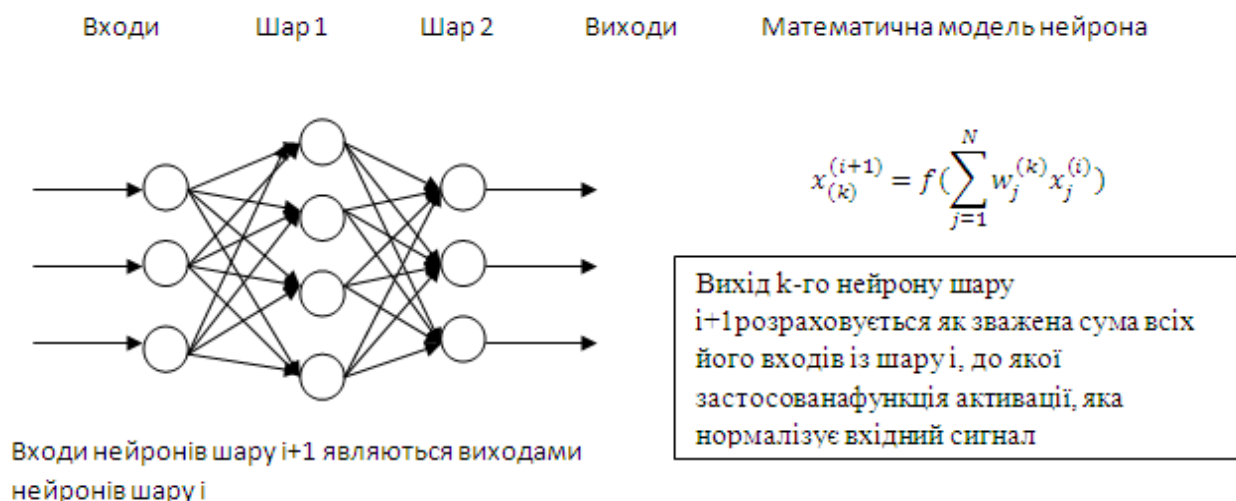 Входи Шар 1 Шар 2 Виходи Математична модель нейрона
x_{(k)}^{(i+1)} = f(\sum_{j=1}^{N} w_j^{(k)} x_j^{(i)})
Вихід k-го нейрону шару
i+1розраховується як зважена сума всіх
його входів із шару i, до якої
застосованафункція активації, яка
нормалізує вхідний сигнал
Входи нейронів шару i+1 являються виходами
нейронів шару i